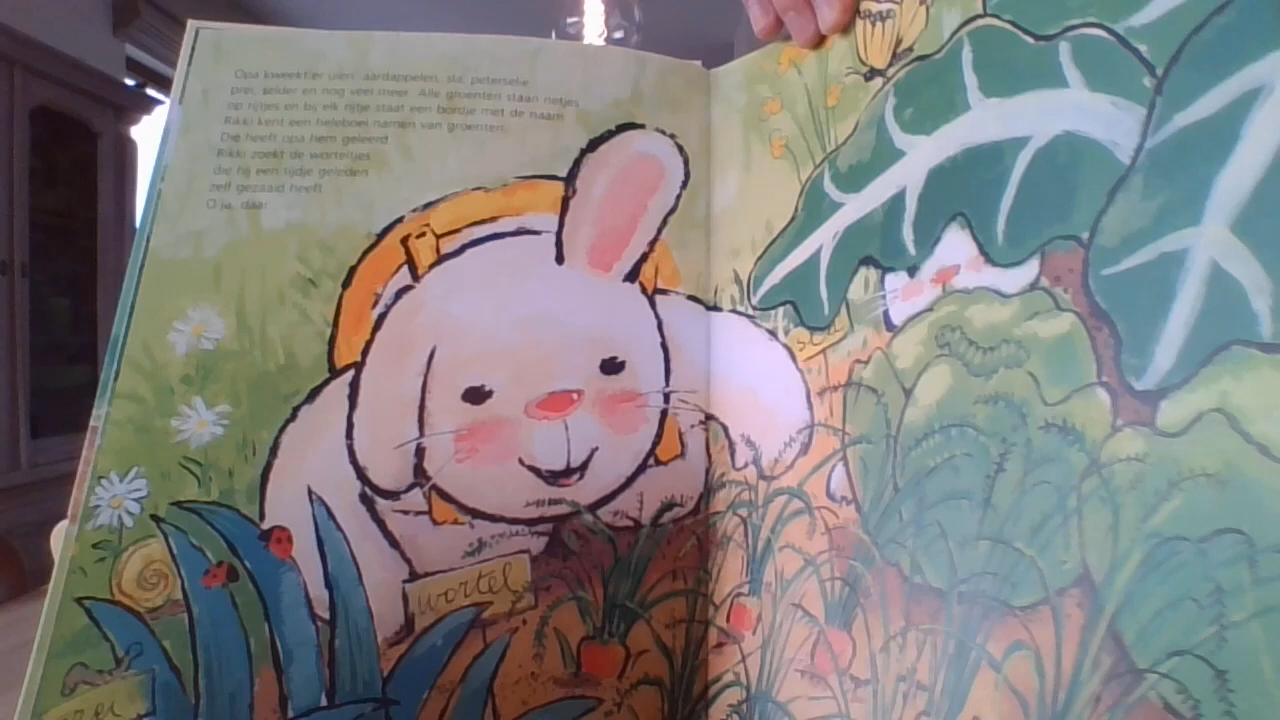 Opa kweekt er uien, aardappelen, sla, peterselie,
prei, selder en nog veel meer. Alle groenten staan netjes
op rijtjes en bij elk rijtje staat een bordje met de naam.
Rikki kent een heleboel namen van groenten.
Die heeft opa hem geleerd.
Rikki zoekt de worteltjes
die hij een tijdje geleden
zelf gezaaid heeft.
O ja, daar.
wortel